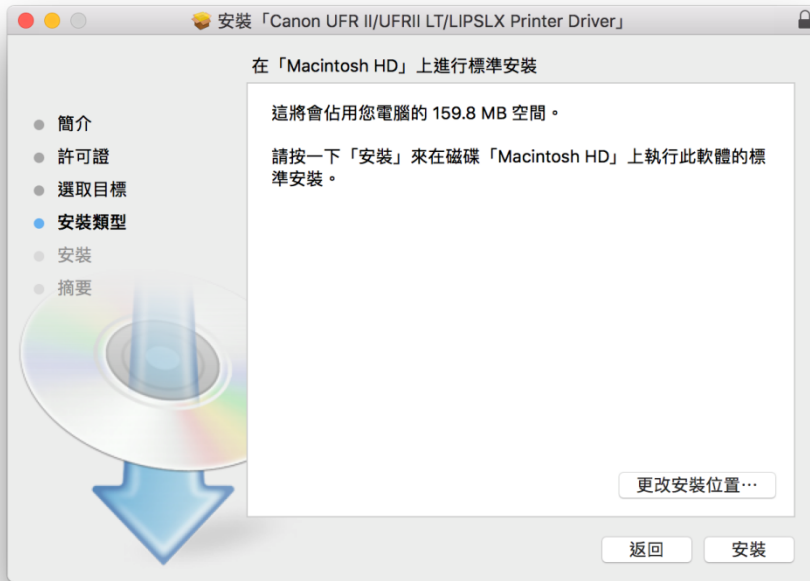 安裝「Canon UFR II/UFRII LT/LIPSLX Printer Driver」
在「Macintosh HD」上進行標準安裝
簡介
許可證
選取目標
安裝類型
安裝
摘要
這將會佔用您電腦的 159.8 MB 空間。
請按一下「安裝」來在磁碟「Macintosh HD」上執行此軟體的標
準安裝。
更改安裝位置⋯
返回
安裝